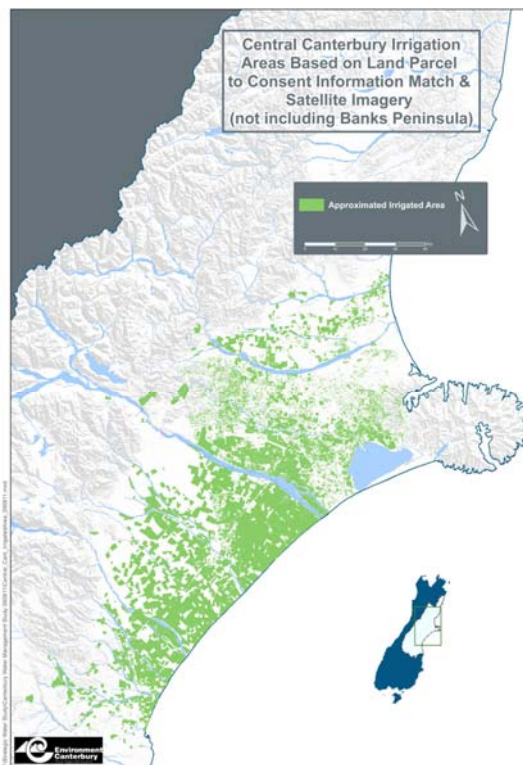 Central Canterbury Irrigation
Areas Based on Land Parcel
to Consent Information Match &
Satellite Imagery
(not including Banks Peninsula)
N
Approximated Irrigated Area
Environment
Canterbury